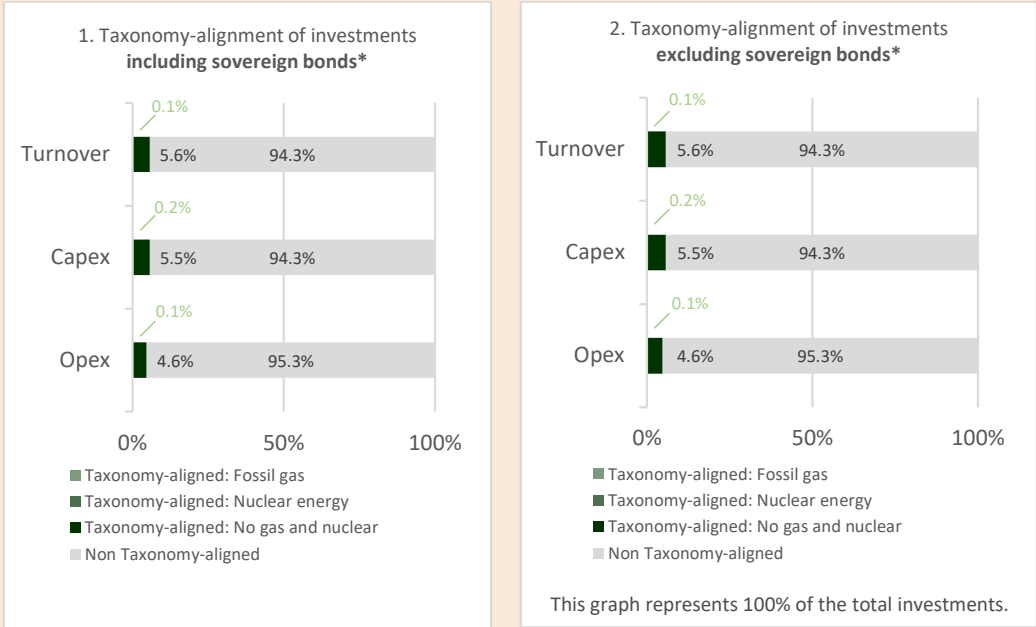 1. Taxonomy-alignment of investments
including sovereign bonds*
0.1%
Turnover
5.6%
94.3%
0.2%
Capex
5.5%
94.3%
0.1%
Opex
4.6%
95.3%
0%
50%
100%
Taxonomy-aligned: Fossil gas
Taxonomy-aligned: Nuclear energy
Taxonomy-aligned: No gas and nuclear
Non Taxonomy-aligned
2. Taxonomy-alignment of investments
excluding sovereign bonds*
0.1%
Turnover
5.6%
94.3%
0.2%
Capex
5.5%
94.3%
0.1%
Opex
4.6%
95.3%
0%
50%
100%
Taxonomy-aligned: Fossil gas
Taxonomy-aligned: Nuclear energy
Taxonomy-aligned: No gas and nuclear
Non Taxonomy-aligned
This graph represents 100% of the total investments.